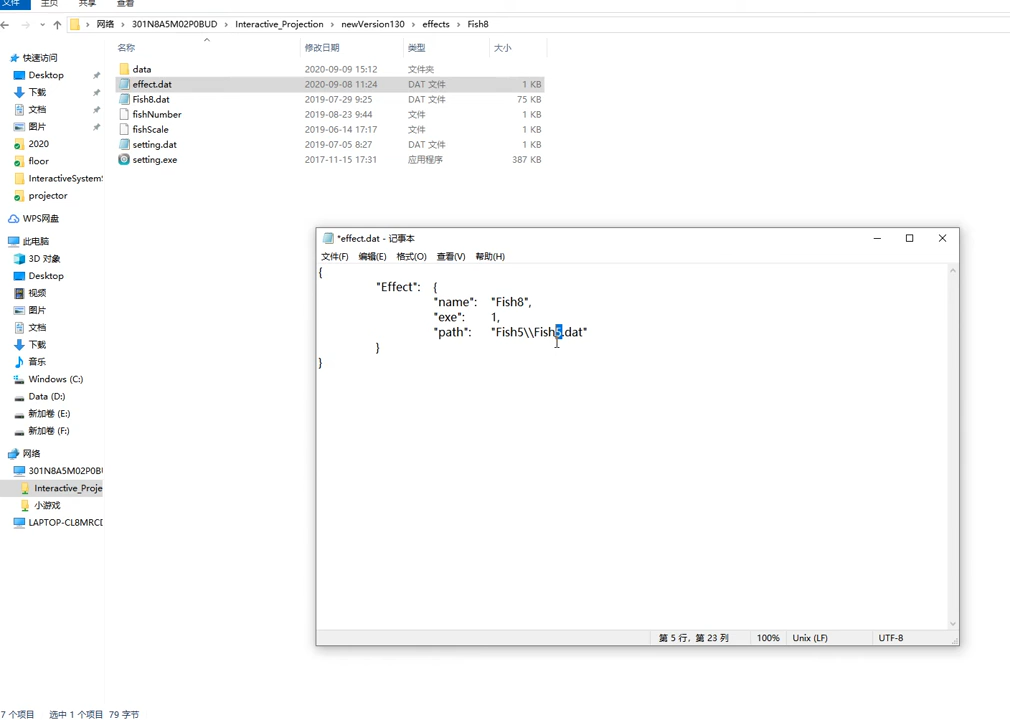 文件 主页 共享 查看
网络 › 301N8A5M02P0BUD › Interactive_Projection › newVersion130 › effects › Fish8
名称 修改日期 类型 大小
快速访问
Desktop
下载
文档
图片
2020
floor
InteractiveSystemS
projector
WPS网盘
此电脑
3D 对象
Desktop
视频
图片
文档
下载
音乐
Windows (C:)
Data (D:)
新加卷 (E:)
新加卷 (F:)
网络
301N8A5M02P0BU
Interactive_Proje
小游戏
LAPTOP-CL8MRCD
data 2020-09-09 15:12 文件夹
effect.dat 2020-09-08 11:24 DAT 文件 1 KB
Fish8.dat 2019-07-29 9:25 DAT 文件 75 KB
fishNumber 2019-08-23 9:44 文件 1 KB
fishScale 2019-06-14 17:17 文件 1 KB
setting.dat 2019-07-05 8:27 DAT 文件 1 KB
setting.exe 2017-11-15 17:31 应用程序 387 KB
*effect.dat - 记事本
文件(F) 编辑(E) 格式(O) 查看(V) 帮助(H)
{
"Effect": {
"name": "Fish8",
"exe": 1,
"path": "Fish5\\Fish5.dat"
}
}
第 5 行，第 23 列 100% Unix (LF) UTF-8
7 个项目 选中 1 个项目 79 字节